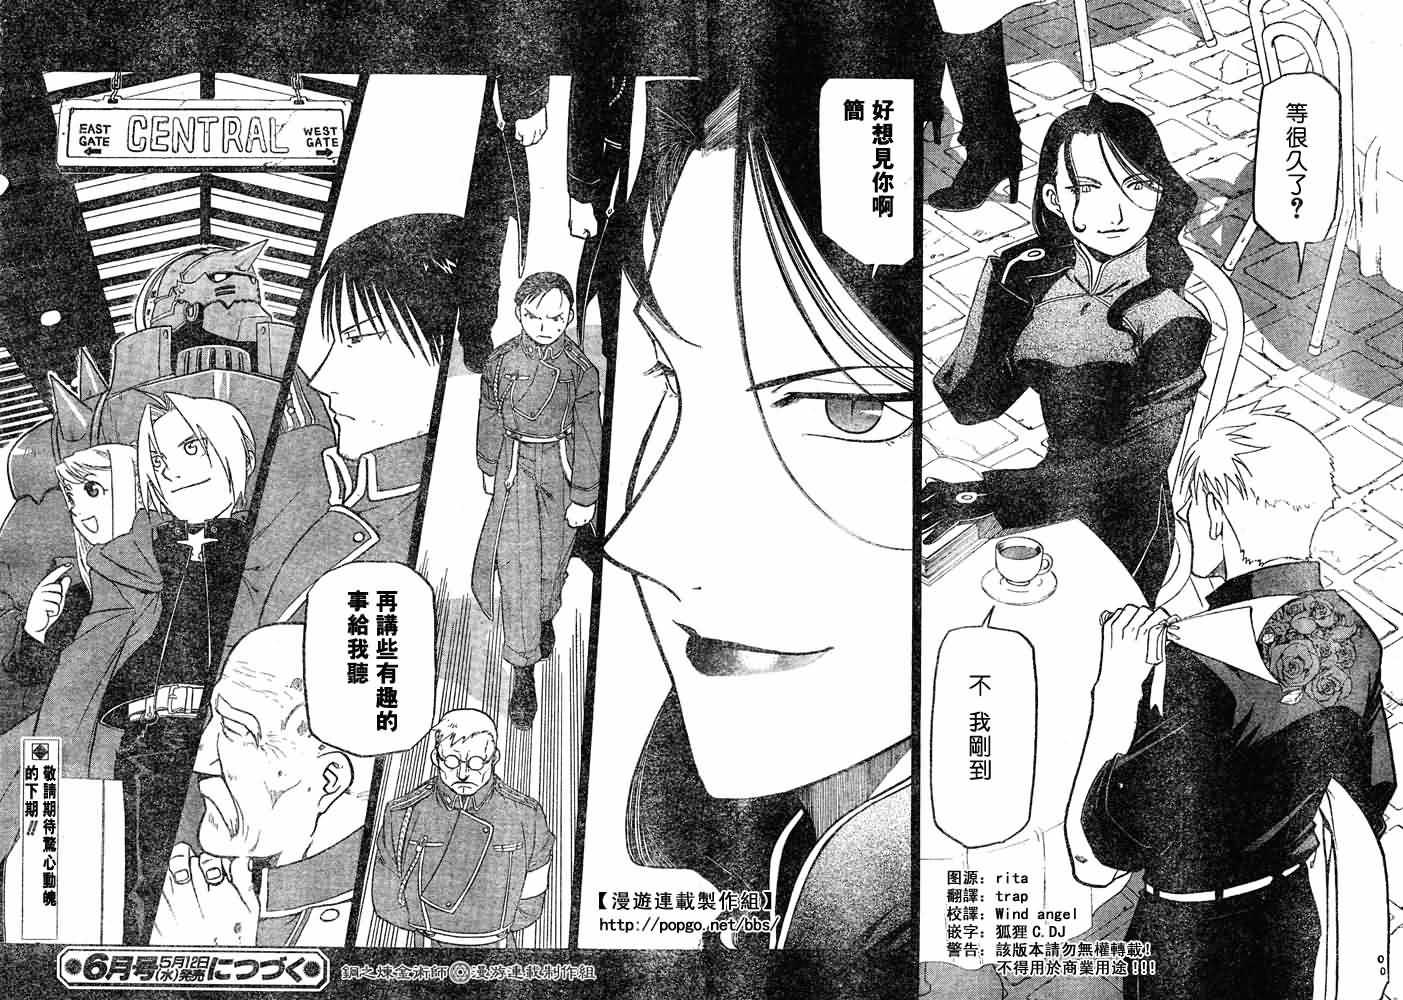 等很久了?
不 我剛到
好想見你啊
簡
再講些有趣的
事給我聽
EAST
GATE
CENTRAL
WEST
GATE
敬請期待驚心動魄
的下期!!
【漫遊連載製作組】
http://popgo.net/bbs/
图源: rita
翻譯: trap
校譯: Wind angel
嵌字: 狐狸C.DJ
警告: 該版本請勿無權轉載!
不得用於商業用途!!!
6月号 5月12日(水)発売 につづく
鋼之煉金術師 漫游連載制作組